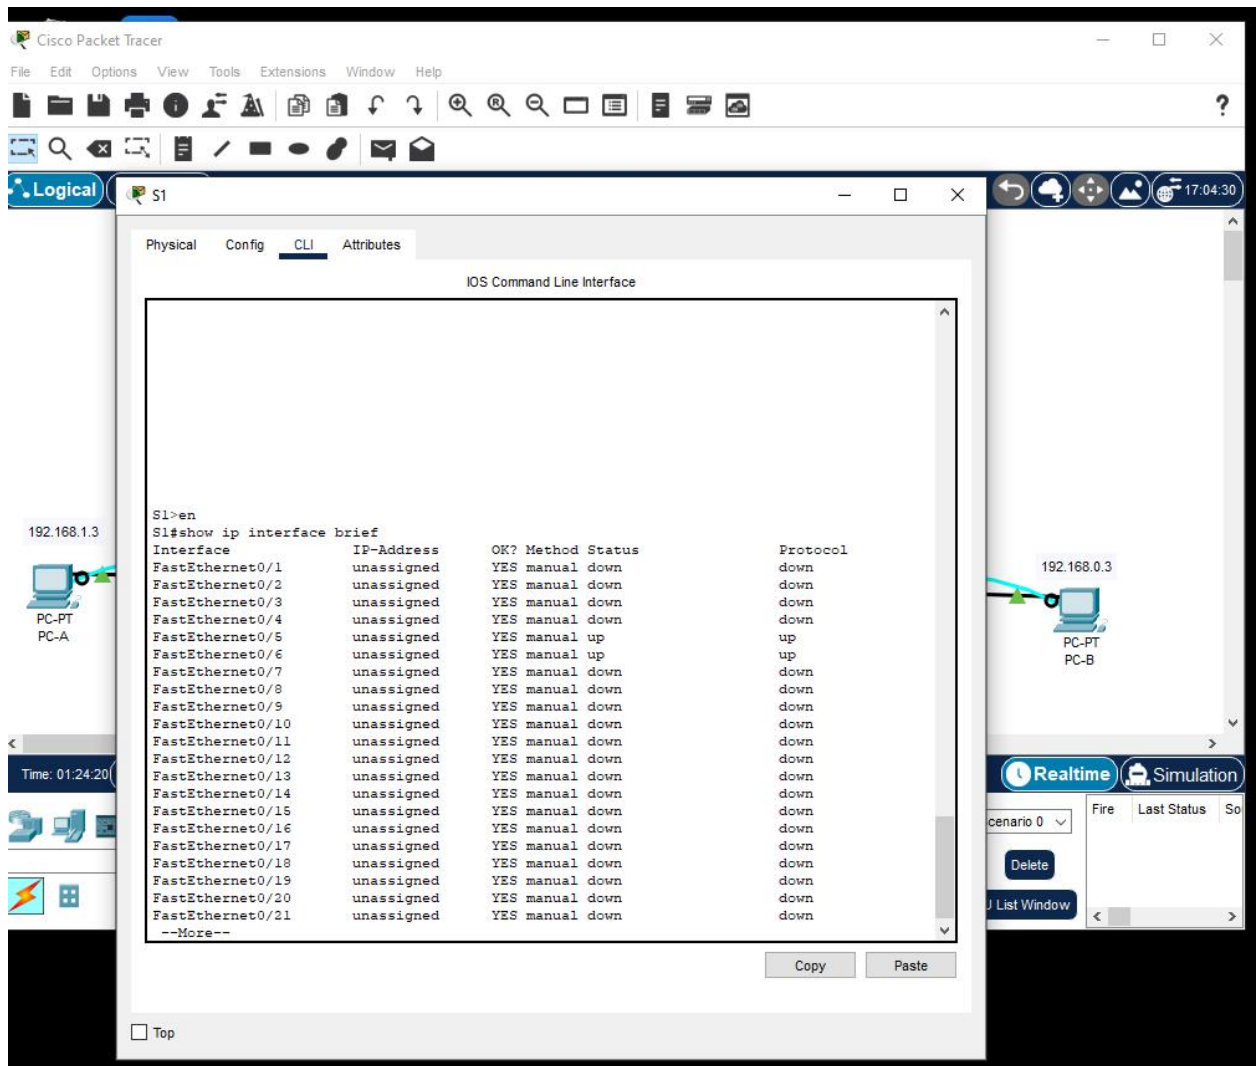 Cisco Packet Tracer
File Edit Options View Tools Extensions Window Help
?
Logical
17:04:30
S1
Physical Config CLI Attributes
IOS Command Line Interface
S1>en
S1#show ip interface brief
Interface IP-Address OK? Method Status Protocol
FastEthernet0/1 unassigned YES manual down down
FastEthernet0/2 unassigned YES manual down down
FastEthernet0/3 unassigned YES manual down down
FastEthernet0/4 unassigned YES manual down down
FastEthernet0/5 unassigned YES manual up up
FastEthernet0/6 unassigned YES manual up up
FastEthernet0/7 unassigned YES manual down down
FastEthernet0/8 unassigned YES manual down down
FastEthernet0/9 unassigned YES manual down down
FastEthernet0/10 unassigned YES manual down down
FastEthernet0/11 unassigned YES manual down down
FastEthernet0/12 unassigned YES manual down down
FastEthernet0/13 unassigned YES manual down down
FastEthernet0/14 unassigned YES manual down down
FastEthernet0/15 unassigned YES manual down down
FastEthernet0/16 unassigned YES manual down down
FastEthernet0/17 unassigned YES manual down down
FastEthernet0/18 unassigned YES manual down down
FastEthernet0/19 unassigned YES manual down down
FastEthernet0/20 unassigned YES manual down down
FastEthernet0/21 unassigned YES manual down down
--More--
Copy Paste
Top
192.168.1.3
PC-PT
PC-A
192.168.0.3
PC-PT
PC-B
Time: 01:24:20
Realtime Simulation
cenario 0
Fire Last Status So
Delete
J List Window